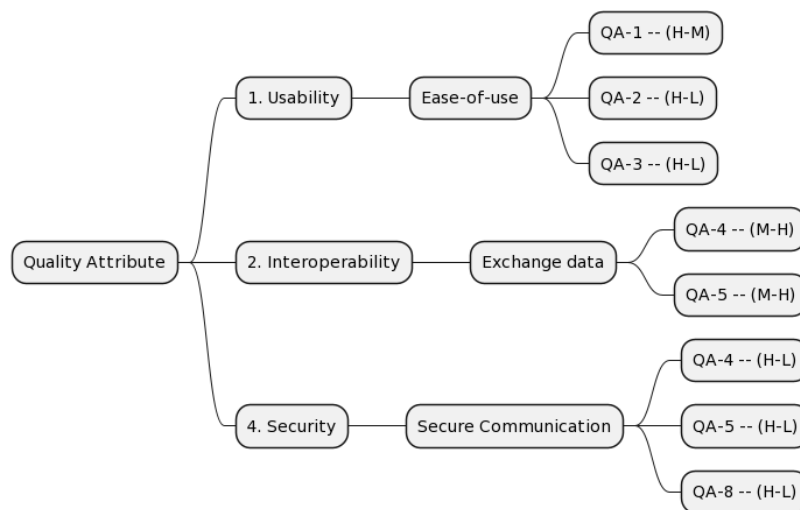 Quality Attribute
1. Usability
Ease-of-use
QA-1 -- (H-M)
QA-2 -- (H-L)
QA-3 -- (H-L)
2. Interoperability
Exchange data
QA-4 -- (M-H)
QA-5 -- (M-H)
4. Security
Secure Communication
QA-4 -- (H-L)
QA-5 -- (H-L)
QA-8 -- (H-L)